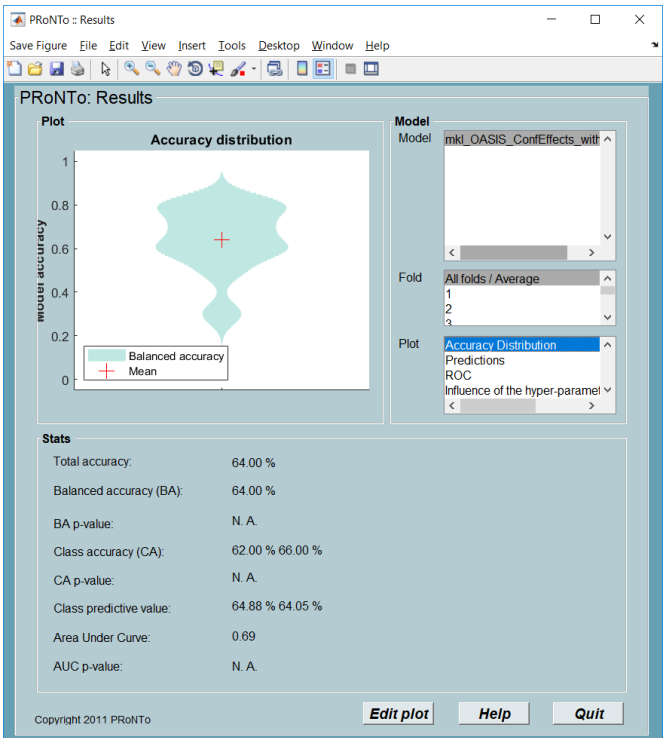 PRoNTo :: Results
Save Figure File Edit View Insert Tools Desktop Window Help
PRoNTo: Results
Plot
Accuracy distribution
Model accuracy
1
0.8
0.6
0.4
0.2
0
Balanced accuracy
Mean
Model
Model
mkl_OASIS_ConfEffects_with
Fold
All folds / Average
1
2
3
Plot
Accuracy Distribution
Predictions
ROC
Influence of the hyper-paramet
Stats
Total accuracy: 64.00 %
Balanced accuracy (BA): 64.00 %
BA p-value: N. A.
Class accuracy (CA): 62.00 % 66.00 %
CA p-value: N. A.
Class predictive value: 64.88 % 64.05 %
Area Under Curve: 0.69
AUC p-value: N. A.
Copyright 2011 PRoNTo
Edit plot Help Quit